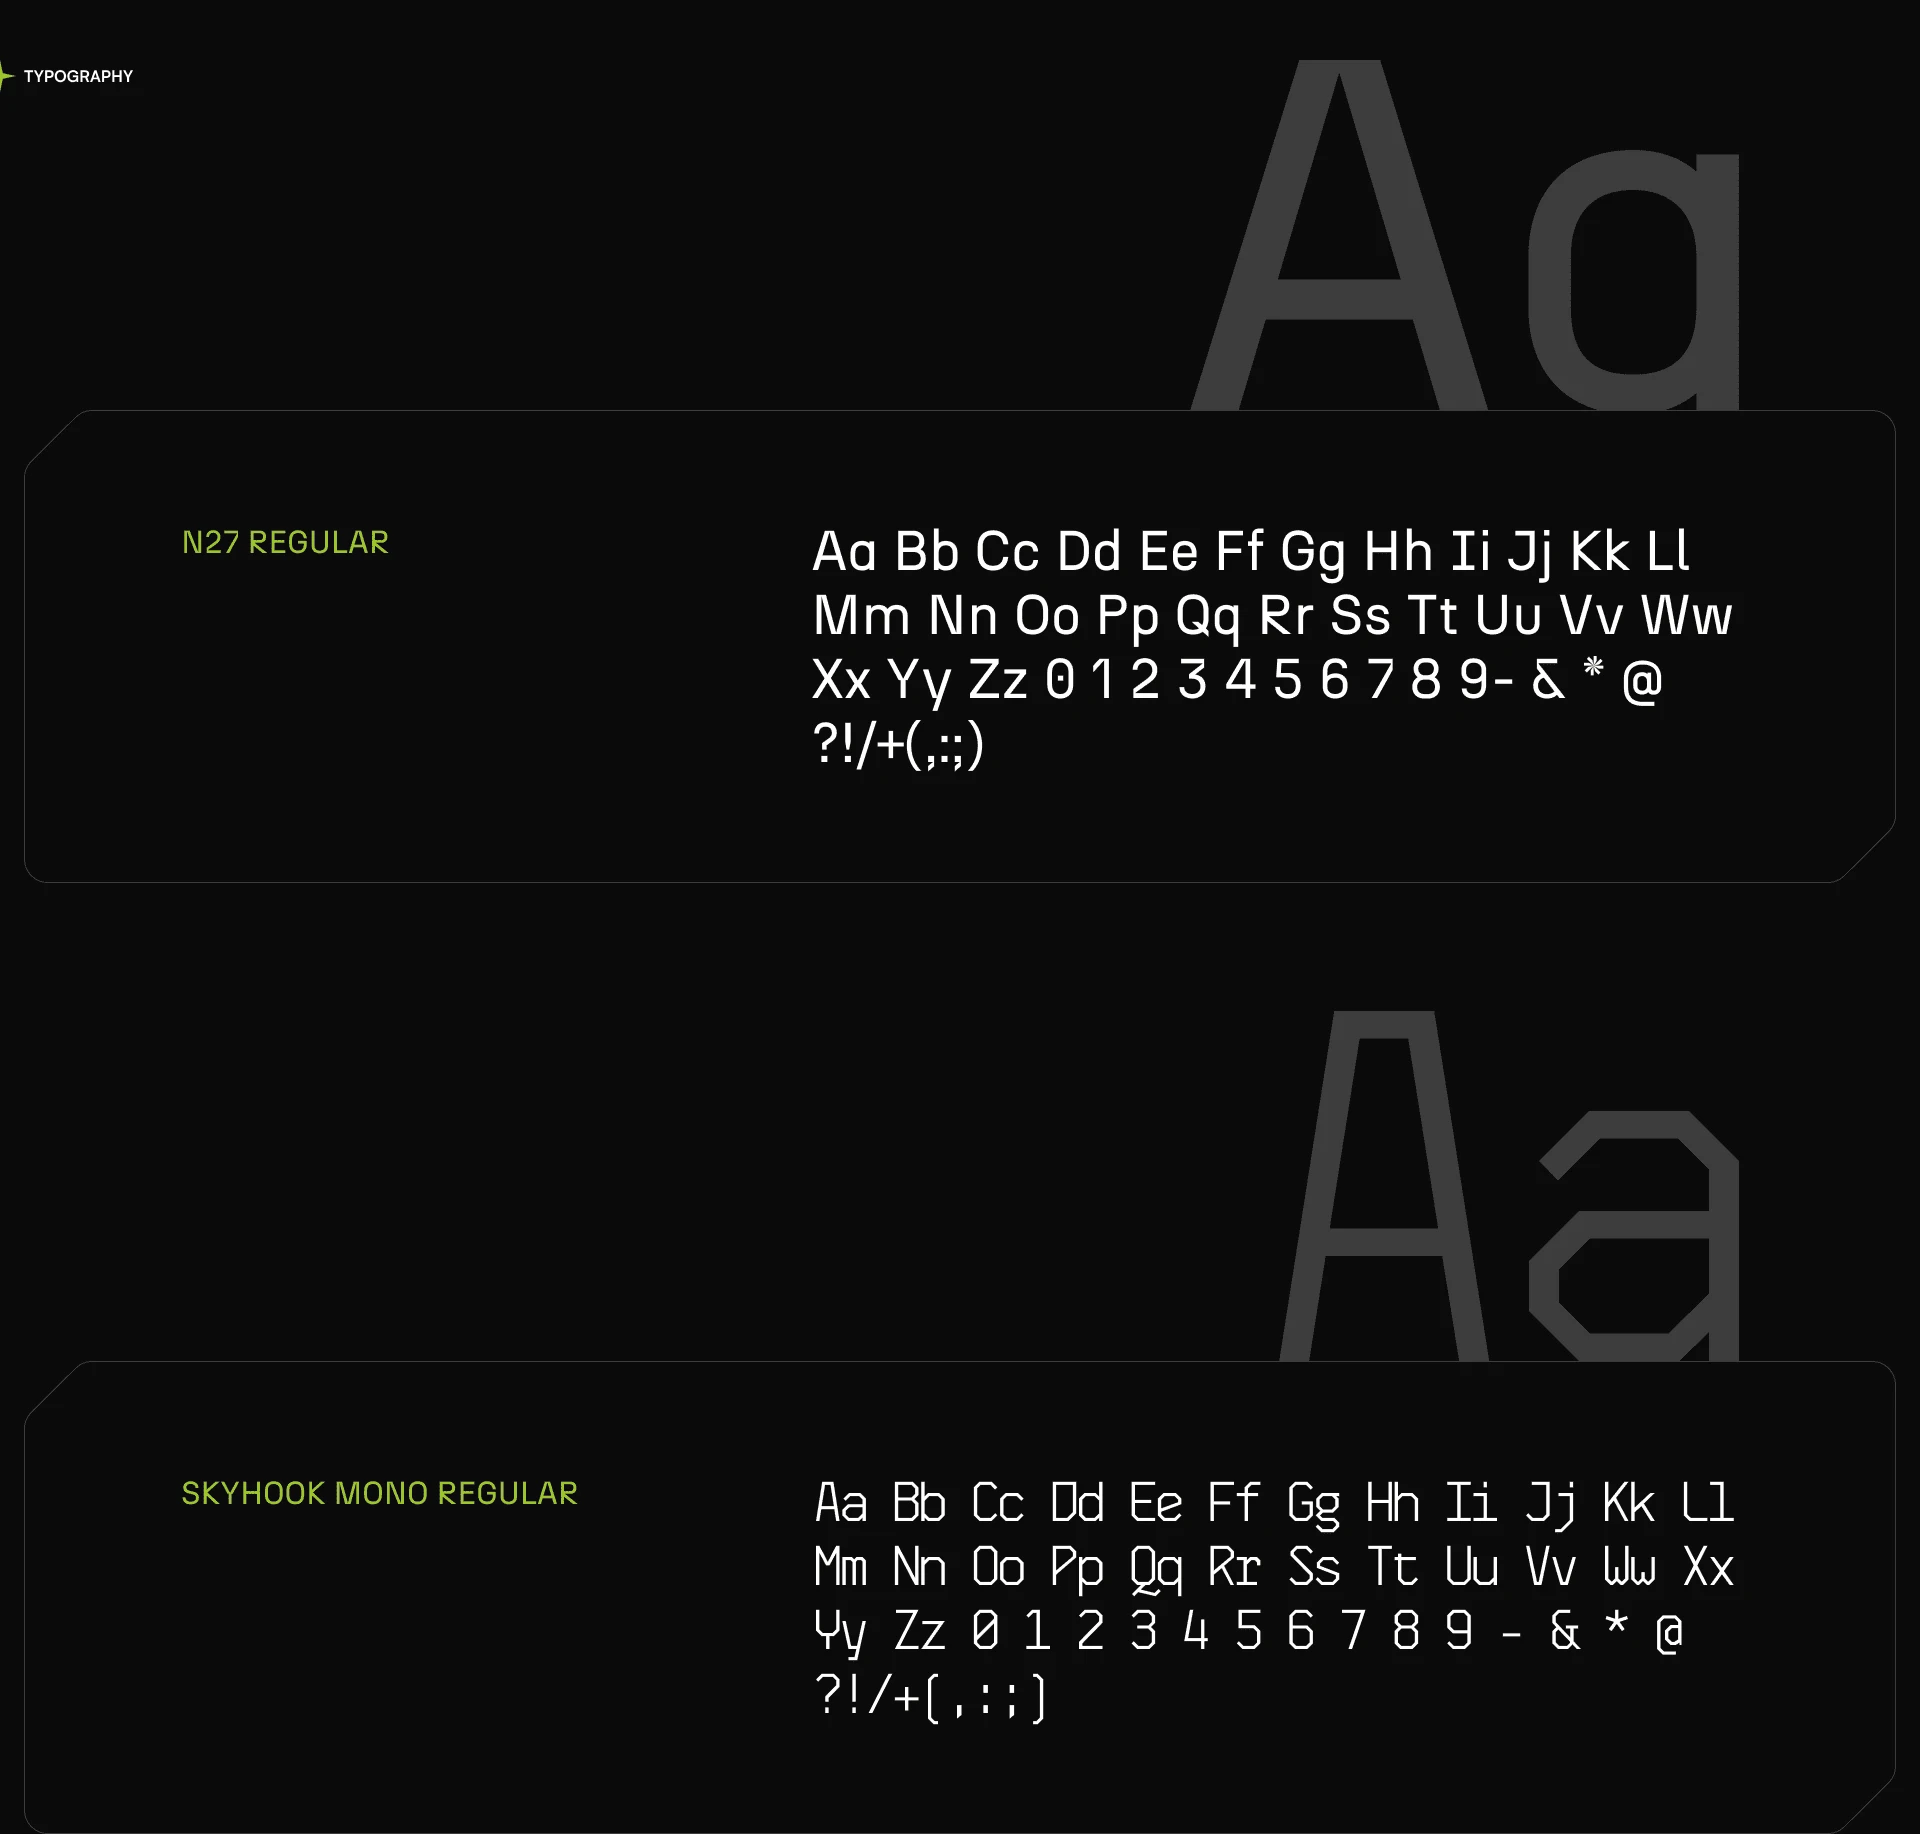 TYPOGRAPHY
Aa
N27 REGULAR
Aa Bb Cc Dd Ee Ff Gg Hh Ii Jj Kk Ll
Mm Nn Oo Pp Qq Rr Ss Tt Uu Vv Ww
Xx Yy Zz 0 1 2 3 4 5 6 7 8 9- & * @
?!/+(,:;)
Aa
SKYHOOK MONO REGULAR
Aa Bb Cc Dd Ee Ff Gg Hh Ii Jj Kk Ll
Mm Nn Oo Pp Qq Rr Ss Tt Uu Vv Ww Xx
Yy Zz 0 1 2 3 4 5 6 7 8 9 - & * @
?!/+(,:;)